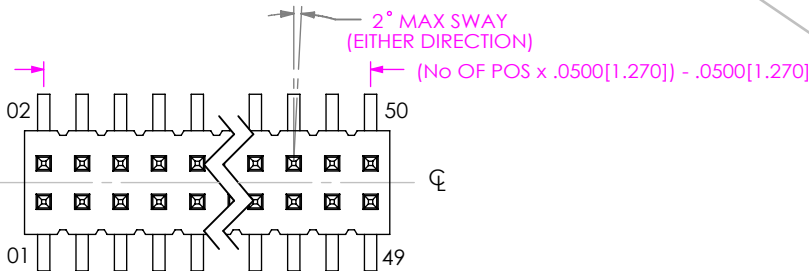 2° MAX SWAY
(EITHER DIRECTION)
(No OF POS x .0500[1.270]) - .0500[1.270]
02
50
℄
01
49